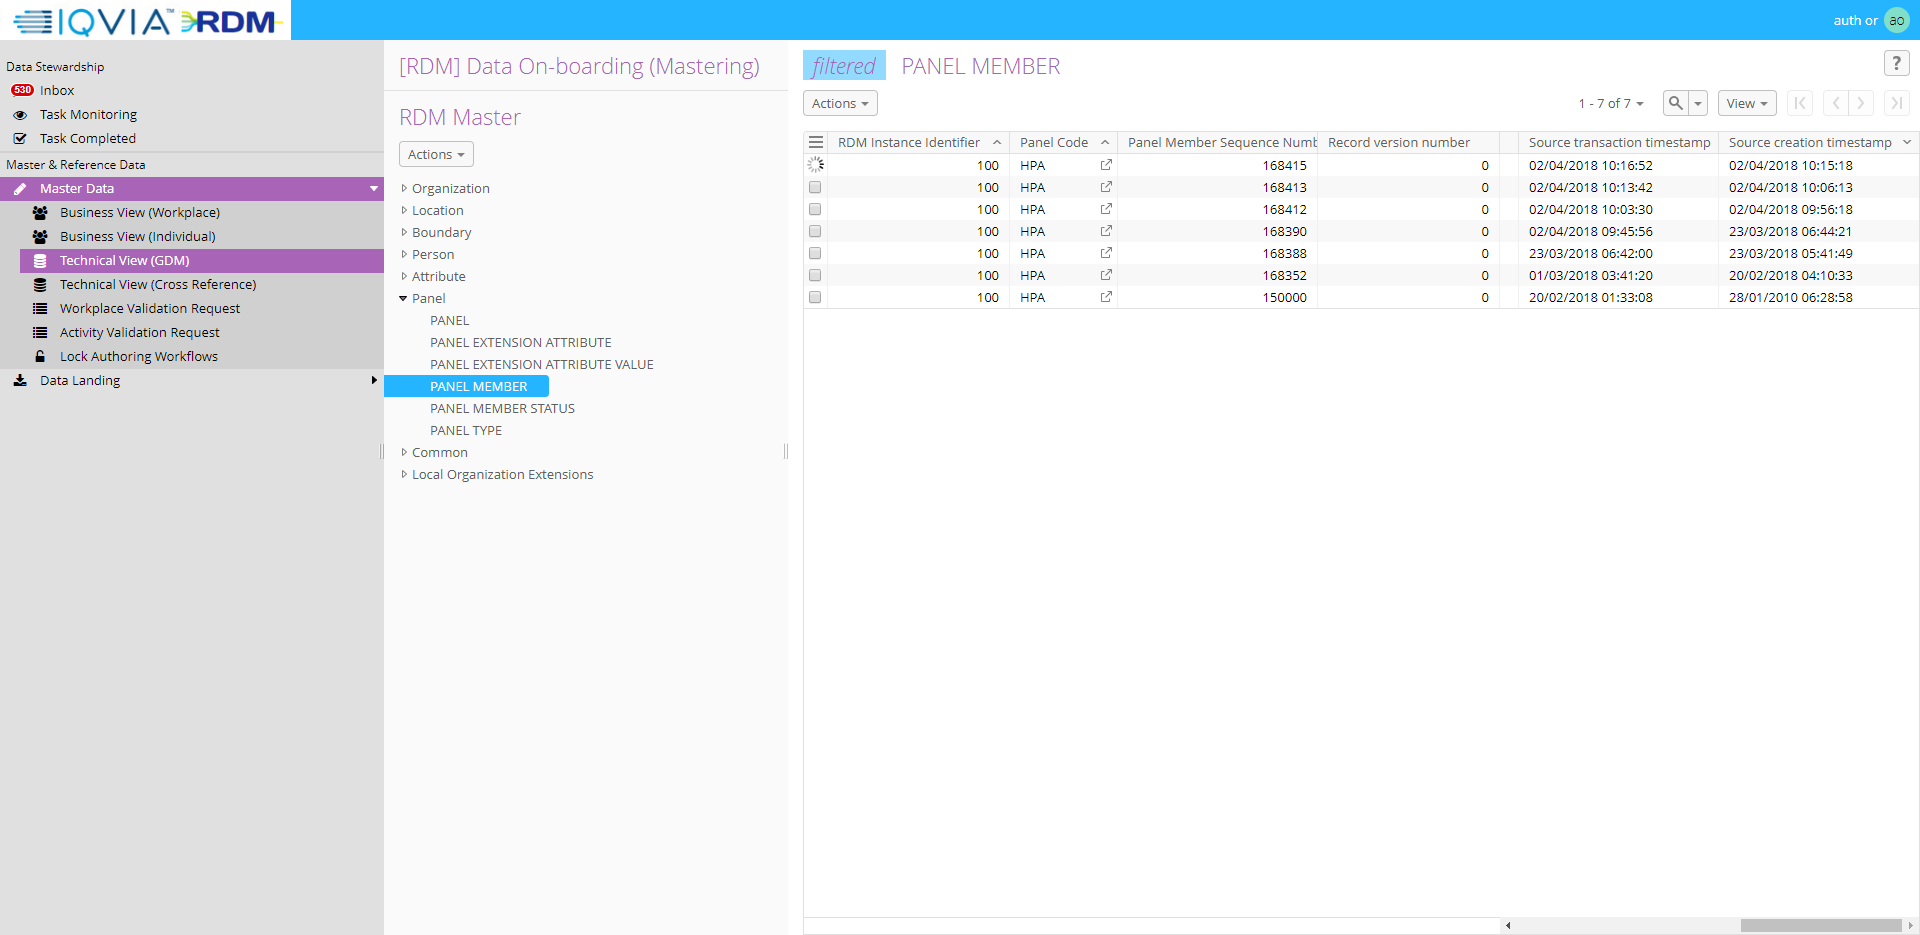 IQVIA™ RDM
auth or ao
Data Stewardship
530 Inbox
Task Monitoring
Task Completed
Master & Reference Data
Master Data
Business View (Workplace)
Business View (Individual)
Technical View (GDM)
Technical View (Cross Reference)
Workplace Validation Request
Activity Validation Request
Lock Authoring Workflows
Data Landing
[RDM] Data On-boarding (Mastering)
RDM Master
Actions
Organization
Location
Boundary
Person
Attribute
Panel
PANEL
PANEL EXTENSION ATTRIBUTE
PANEL EXTENSION ATTRIBUTE VALUE
PANEL MEMBER
PANEL MEMBER STATUS
PANEL TYPE
Common
Local Organization Extensions
filtered PANEL MEMBER ?
Actions 1 - 7 of 7 View
RDM Instance Identifier Panel Code Panel Member Sequence Numb Record version number Source transaction timestamp Source creation timestamp
100 HPA 168415 0 02/04/2018 10:16:52 02/04/2018 10:15:18
100 HPA 168413 0 02/04/2018 10:13:42 02/04/2018 10:06:13
100 HPA 168412 0 02/04/2018 10:03:30 02/04/2018 09:56:18
100 HPA 168390 0 02/04/2018 09:45:56 23/03/2018 06:44:21
100 HPA 168388 0 23/03/2018 06:42:00 23/03/2018 05:41:49
100 HPA 168352 0 01/03/2018 03:41:20 20/02/2018 04:10:33
100 HPA 150000 0 20/02/2018 01:33:08 28/01/2010 06:28:58